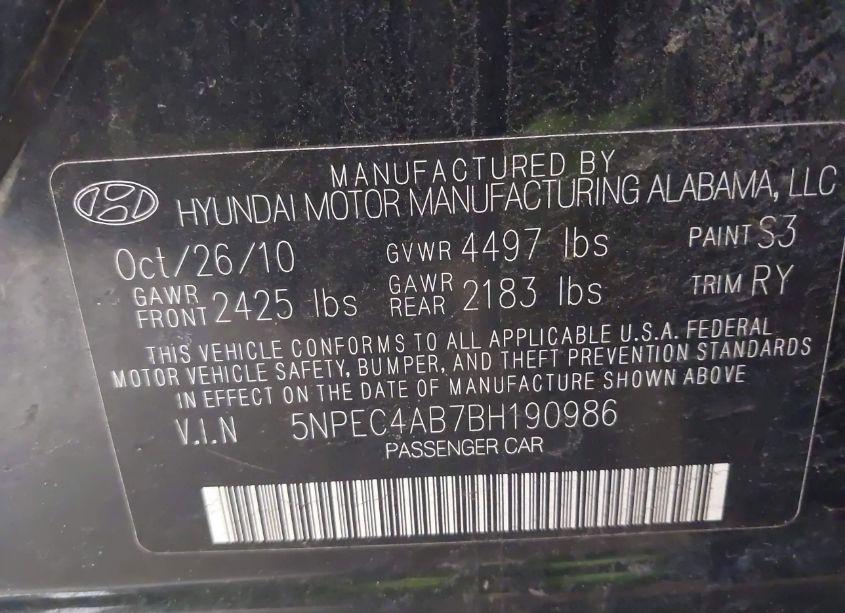 MANUFACTURED BY
HYUNDAI MOTOR MANUFACTURING ALABAMA, LLC
Oct/26/10 GVWR 4497 lbs PAINT S3
GAWR FRONT 2425 lbs GAWR REAR 2183 lbs TRIM RY
THIS VEHICLE CONFORMS TO ALL APPLICABLE U.S.A. FEDERAL
MOTOR VEHICLE SAFETY, BUMPER, AND THEFT PREVENTION STANDARDS
IN EFFECT ON THE DATE OF MANUFACTURE SHOWN ABOVE
V.I.N 5NPEC4AB7BH190986
PASSENGER CAR